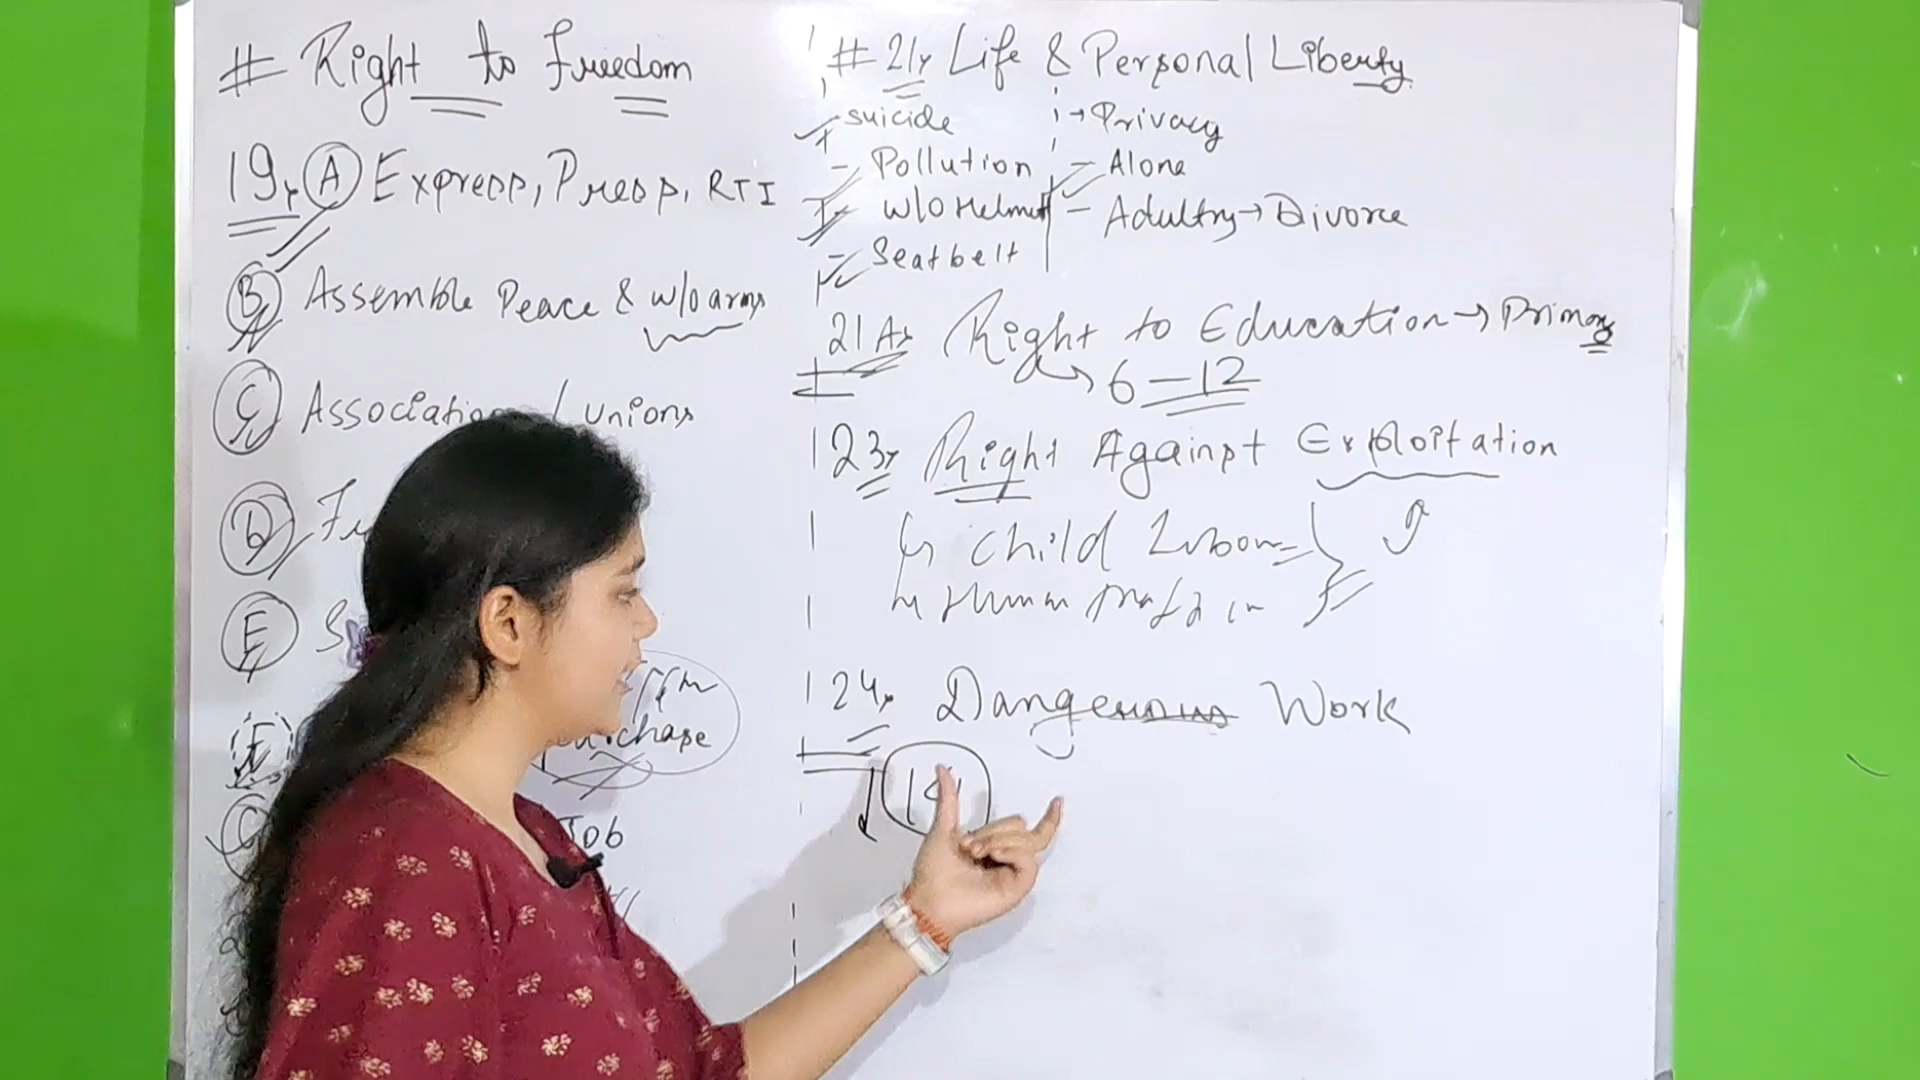 # Right to freedom
19, A Express, Press, RTI
B Assemble Peace & w/o arms
C Association / unions
D
E S
F Purchase
G Job
# 21, Life & Personal Liberty
suicide
- Pollution
- W/O Helmet
- Seatbelt
→ Privacy
- Alone
- Adultry → Divorce
21A, Right to Education → Primary
6-12
23, Right Against Exploitation
↳ child Labour
↳ Human
24, Dangerous Work
14